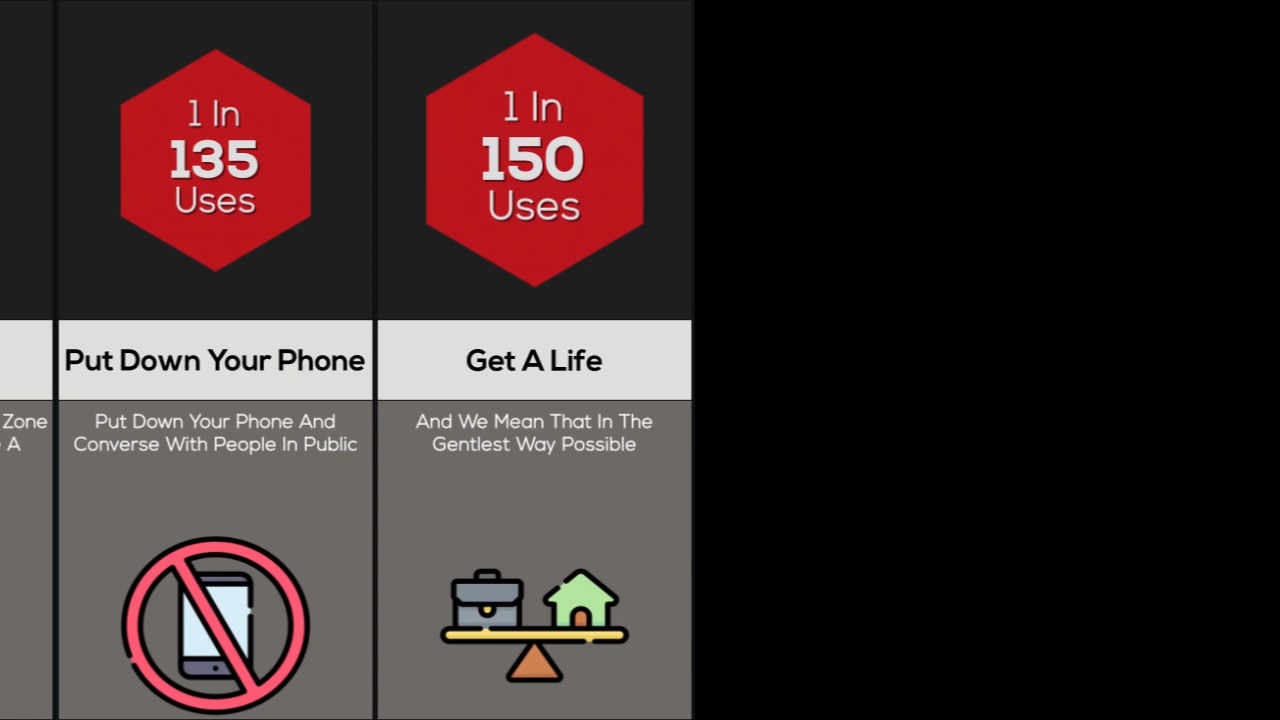 1 In
135
Uses
1 In
150
Uses
Put Down Your Phone
Get A Life
Zone
A
Put Down Your Phone And
Converse With People In Public
And We Mean That In The
Gentlest Way Possible